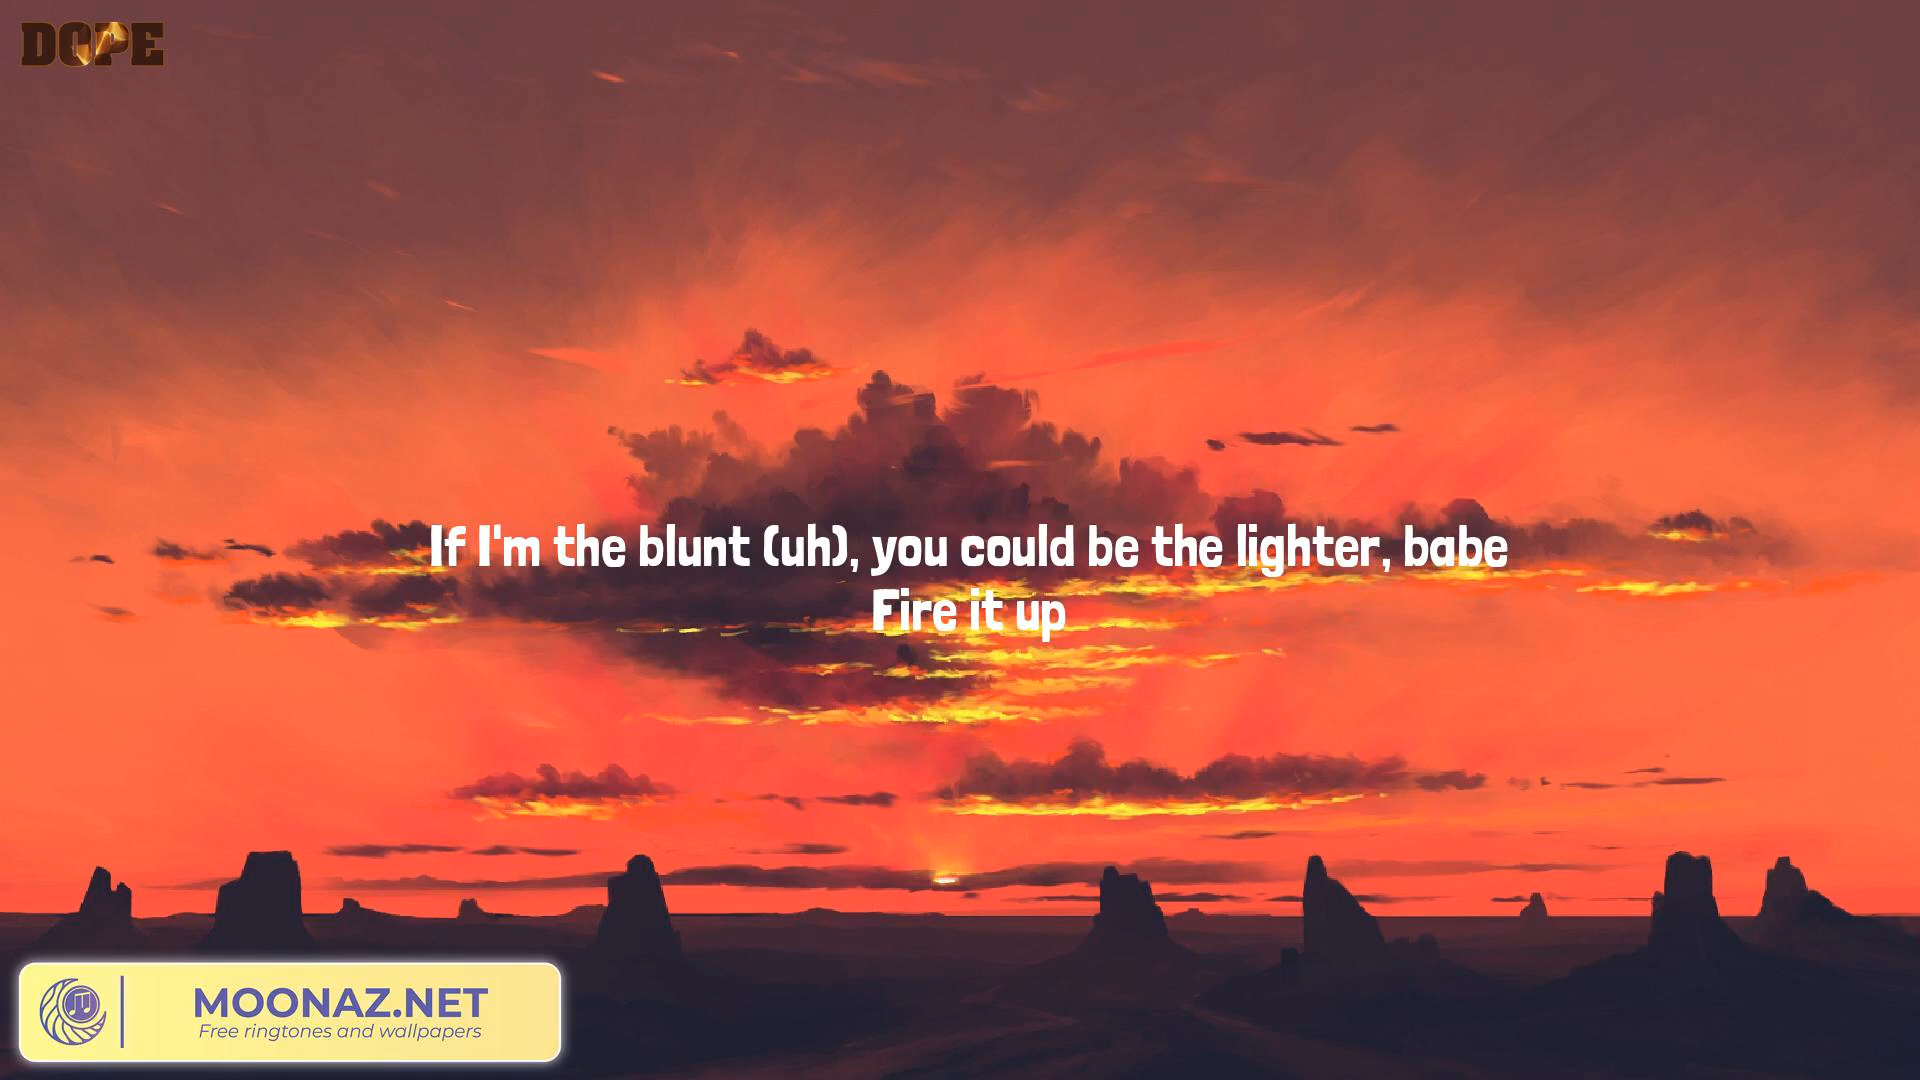 DOPE
If I'm the blunt (uh), you could be the lighter, babe
Fire it up
MOONAZ.NET
Free ringtones and wallpapers